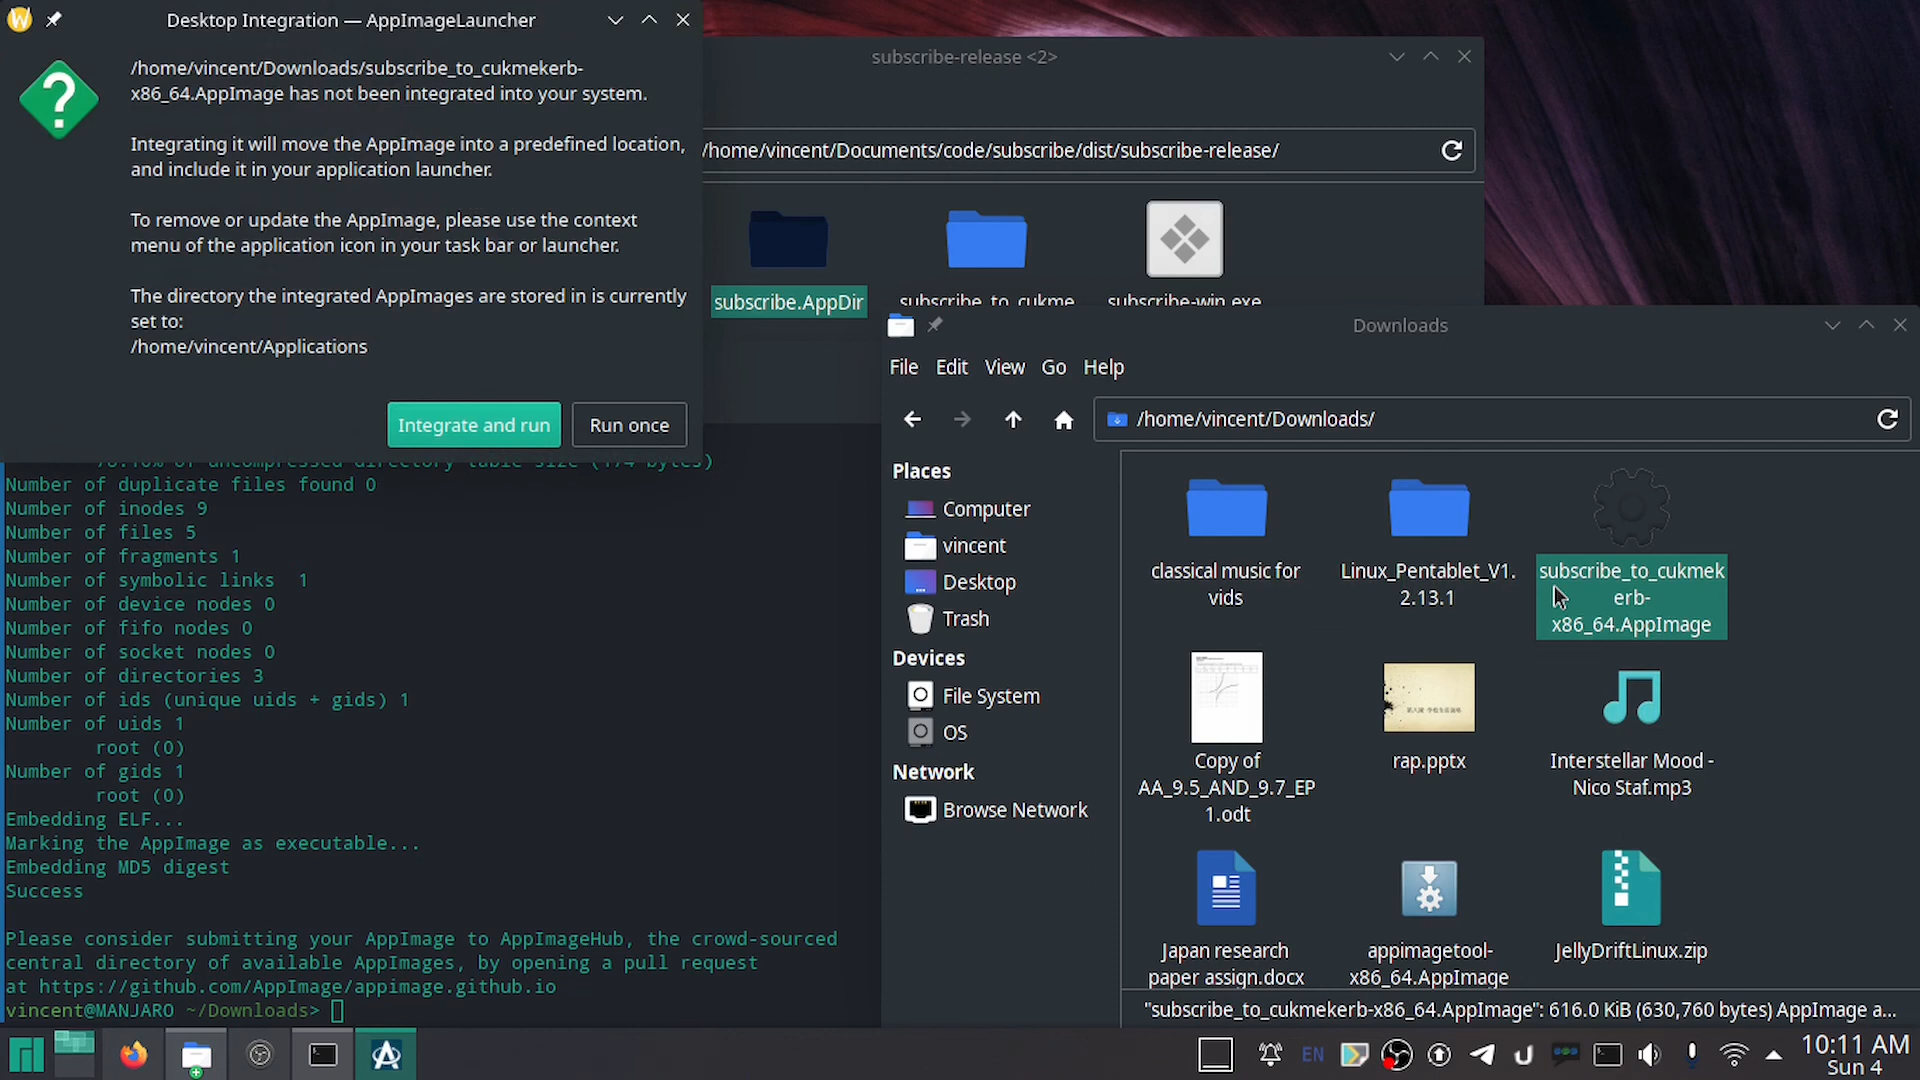 Desktop Integration — AppImageLauncher
/home/vincent/Downloads/subscribe_to_cukmekerb-
x86_64.AppImage has not been integrated into your system.
Integrating it will move the AppImage into a predefined location,
and include it in your application launcher.
To remove or update the AppImage, please use the context
menu of the application icon in your task bar or launcher.
The directory the integrated AppImages are stored in is currently
set to:
/home/vincent/Applications
Integrate and run
Run once
subscribe-release <2>
/home/vincent/Documents/code/subscribe/dist/subscribe-release/
subscribe.AppDir
subscribe_to_cukme
subscribe-win.exe
of uncompressed directory table size (174 bytes)
Number of duplicate files found 0
Number of inodes 9
Number of files 5
Number of fragments 1
Number of symbolic links  1
Number of device nodes 0
Number of fifo nodes 0
Number of socket nodes 0
Number of directories 3
Number of ids (unique uids + gids) 1
Number of uids 1
root (0)
Number of gids 1
root (0)
Embedding ELF...
Marking the AppImage as executable...
Embedding MD5 digest
Success
Please consider submitting your AppImage to AppImageHub, the crowd-sourced
central directory of available AppImages, by opening a pull request
at https://github.com/AppImage/appimage.github.io
vincent@MANJARO ~/Downloads>
Downloads
File Edit View Go Help
/home/vincent/Downloads/
Places
Computer
vincent
Desktop
Trash
Devices
File System
OS
Network
Browse Network
classical music for
vids
Linux_Pentablet_V1.
2.13.1
subscribe_to_cukmek
erb-
x86_64.AppImage
Copy of
AA_9.5_AND_9.7_EP
1.odt
rap.pptx
Interstellar Mood -
Nico Staf.mp3
Japan research
paper assign.docx
appimagetool-
x86_64.AppImage
JellyDriftLinux.zip
"subscribe_to_cukmekerb-x86_64.AppImage": 616.0 KiB (630,760 bytes) AppImage a...
EN
10:11 AM
Sun 4